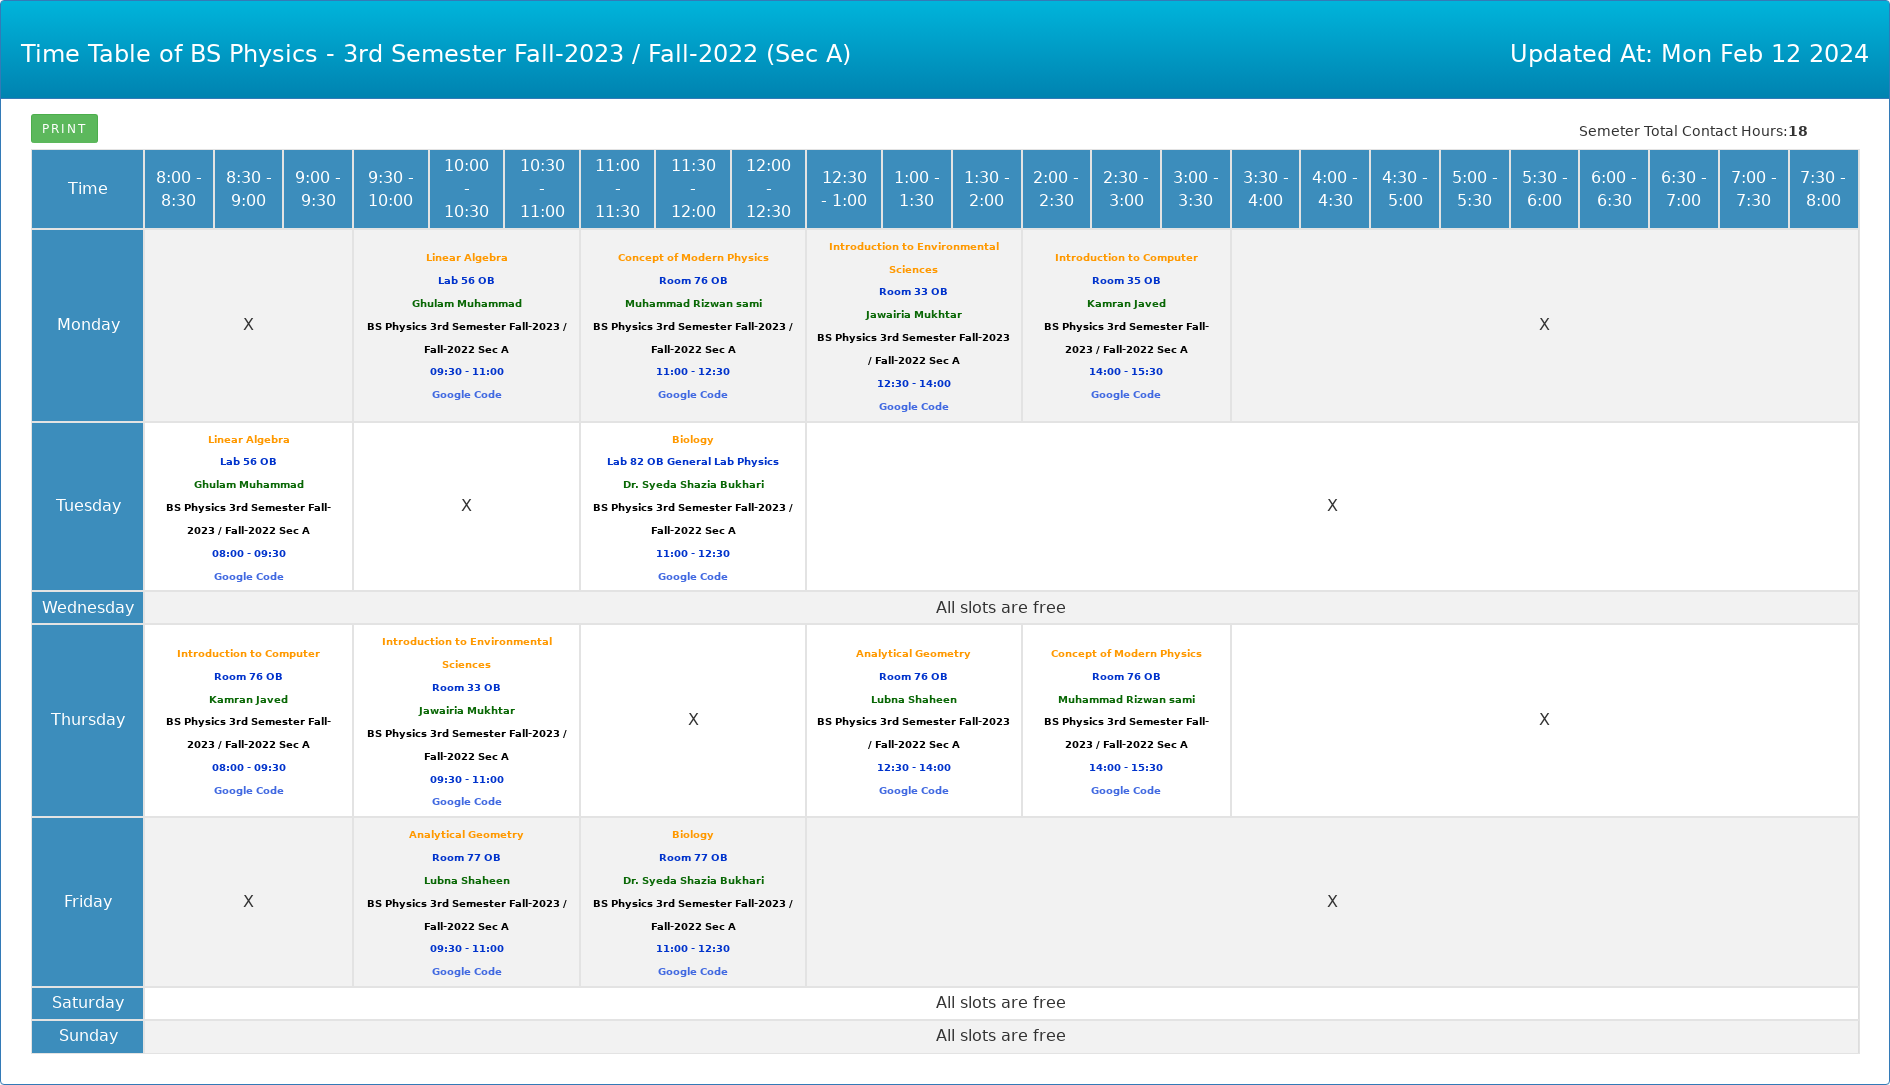 Time Table of BS Physics - 3rd Semester Fall-2023 / Fall-2022 (Sec A)
Updated At: Mon Feb 12 2024
PRINT
Semeter Total Contact Hours:18
Time
8:00 -
8:30
8:30 -
9:00
9:00 -
9:30
9:30 -
10:00
10:00
-
10:30
10:30
-
11:00
11:00
-
11:30
11:30
-
12:00
12:00
-
12:30
12:30
- 1:00
1:00 -
1:30
1:30 -
2:00
2:00 -
2:30
2:30 -
3:00
3:00 -
3:30
3:30 -
4:00
4:00 -
4:30
4:30 -
5:00
5:00 -
5:30
5:30 -
6:00
6:00 -
6:30
6:30 -
7:00
7:00 -
7:30
7:30 -
8:00
Monday
X
Linear Algebra
Lab 56 OB
Ghulam Muhammad
BS Physics 3rd Semester Fall-2023 /
Fall-2022 Sec A
09:30 - 11:00
Google Code
Concept of Modern Physics
Room 76 OB
Muhammad Rizwan sami
BS Physics 3rd Semester Fall-2023 /
Fall-2022 Sec A
11:00 - 12:30
Google Code
Introduction to Environmental
Sciences
Room 33 OB
Jawairia Mukhtar
BS Physics 3rd Semester Fall-2023
/ Fall-2022 Sec A
12:30 - 14:00
Google Code
Introduction to Computer
Room 35 OB
Kamran Javed
BS Physics 3rd Semester Fall-
2023 / Fall-2022 Sec A
14:00 - 15:30
Google Code
X
Tuesday
Linear Algebra
Lab 56 OB
Ghulam Muhammad
BS Physics 3rd Semester Fall-
2023 / Fall-2022 Sec A
08:00 - 09:30
Google Code
X
Biology
Lab 82 OB General Lab Physics
Dr. Syeda Shazia Bukhari
BS Physics 3rd Semester Fall-2023 /
Fall-2022 Sec A
11:00 - 12:30
Google Code
X
Wednesday
All slots are free
Thursday
Introduction to Computer
Room 76 OB
Kamran Javed
BS Physics 3rd Semester Fall-
2023 / Fall-2022 Sec A
08:00 - 09:30
Google Code
Introduction to Environmental
Sciences
Room 33 OB
Jawairia Mukhtar
BS Physics 3rd Semester Fall-2023 /
Fall-2022 Sec A
09:30 - 11:00
Google Code
X
Analytical Geometry
Room 76 OB
Lubna Shaheen
BS Physics 3rd Semester Fall-2023
/ Fall-2022 Sec A
12:30 - 14:00
Google Code
Concept of Modern Physics
Room 76 OB
Muhammad Rizwan sami
BS Physics 3rd Semester Fall-
2023 / Fall-2022 Sec A
14:00 - 15:30
Google Code
X
Friday
X
Analytical Geometry
Room 77 OB
Lubna Shaheen
BS Physics 3rd Semester Fall-2023 /
Fall-2022 Sec A
09:30 - 11:00
Google Code
Biology
Room 77 OB
Dr. Syeda Shazia Bukhari
BS Physics 3rd Semester Fall-2023 /
Fall-2022 Sec A
11:00 - 12:30
Google Code
X
Saturday
All slots are free
Sunday
All slots are free